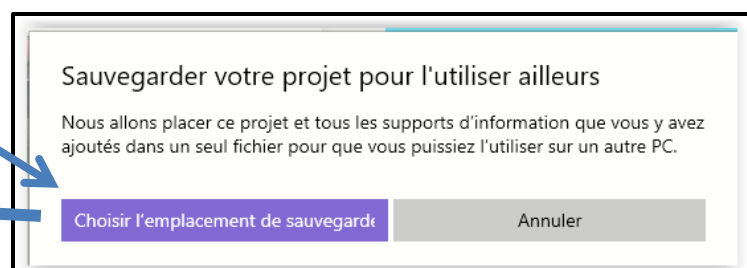 Sauvegarder votre projet pour l'utiliser ailleurs
Nous allons placer ce projet et tous les supports d'information que vous y avez
ajoutés dans un seul fichier pour que vous puissiez l'utiliser sur un autre PC.
Choisir l'emplacement de sauvegarde
Annuler